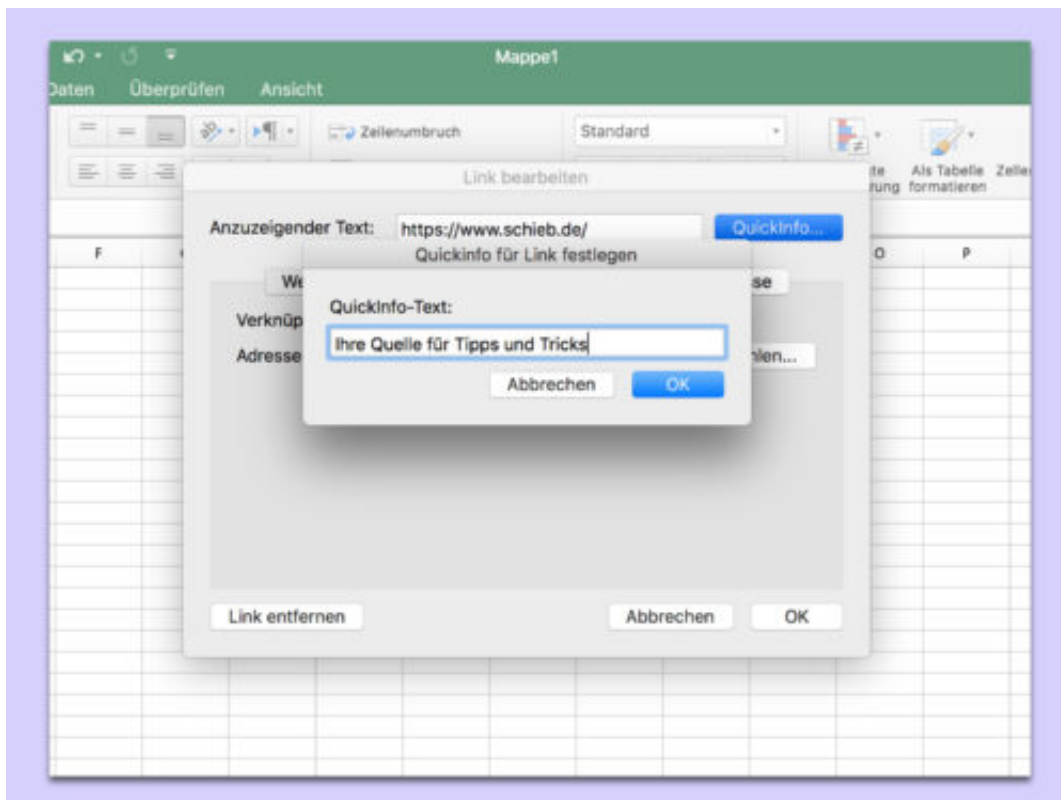 Mappe1
Daten Überprüfen Ansicht
Zeilenumbruch Standard
Link bearbeiten
Als Tabelle
formatieren
Anzuzeigender Text: https://www.schieb.de/ QuickInfo...
F O P
Quickinfo für Link festlegen
QuickInfo-Text:
Ihre Quelle für Tipps und Tricks
Adresse
Abbrechen OK
Link entfernen Abbrechen OK